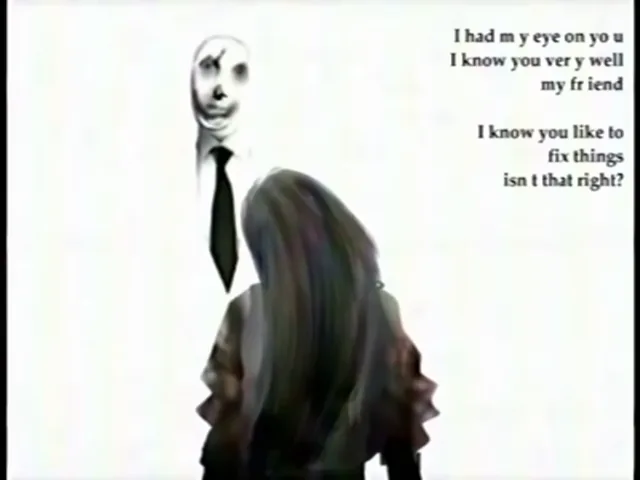 I had m y eye on yo u
I know you ver y well
my fr iend
I know you like to
fix things
isn t that right?